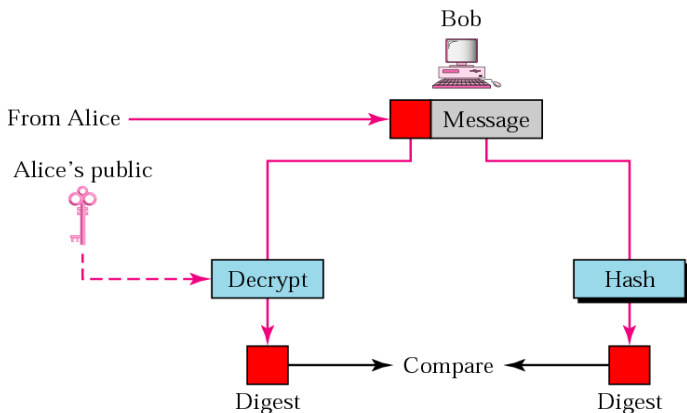 Bob
From Alice
Message
Alice's public
Decrypt
Hash
Compare
Digest
Digest